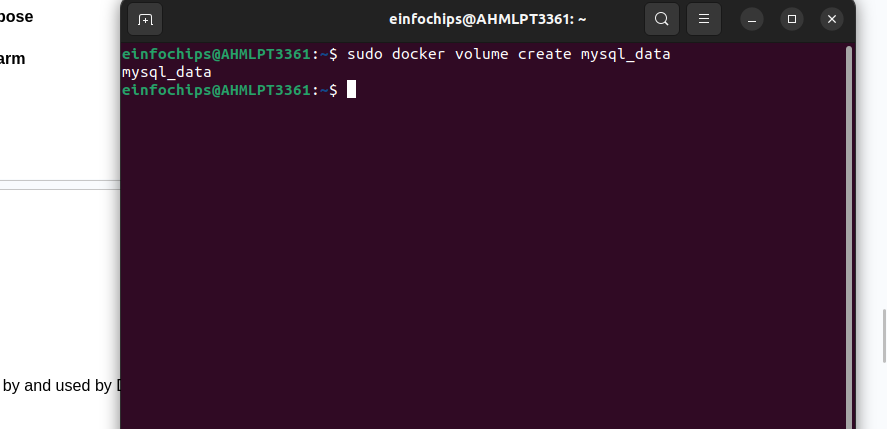 pose
arm
einfochips@AHMLPT3361: ~
einfochips@AHMLPT3361:~$ sudo docker volume create mysql_data
mysql_data
einfochips@AHMLPT3361:~$
by and used by D